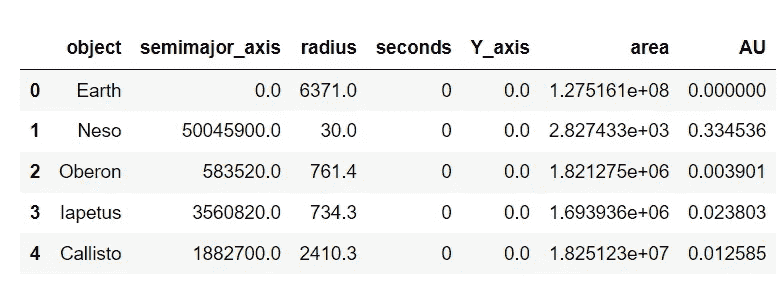 object semimajor_axis radius seconds Y_axis area AU
0 Earth 0.0 6371.0 0 0.0 1.275161e+08 0.000000
1 Neso 50045900.0 30.0 0 0.0 2.827433e+03 0.334536
2 Oberon 583520.0 761.4 0 0.0 1.821275e+06 0.003901
3 Iapetus 3560820.0 734.3 0 0.0 1.693936e+06 0.023803
4 Callisto 1882700.0 2410.3 0 0.0 1.825123e+07 0.012585